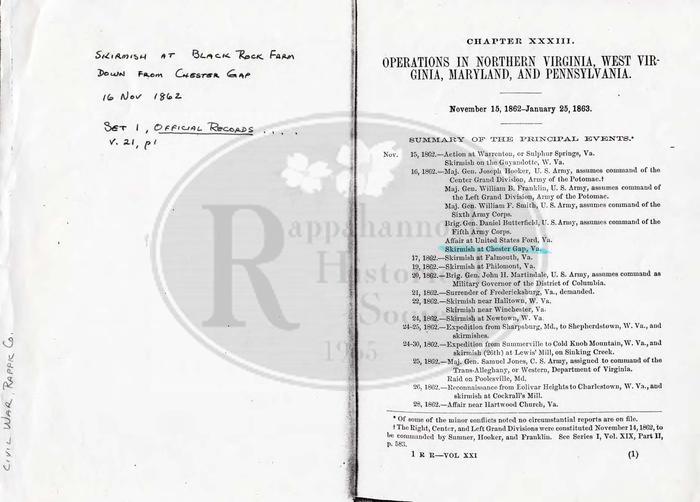 SKIRMISH AT BLACK ROCK FARM
DOWN FROM CHESTER GAP
16 NOV 1862
SET 1, OFFICIAL RECORDS . . . .
V. 21, p1
CIVIL WAR, RAPPK Co.
Rappahannock
Historical
Society
1965
CHAPTER XXXIII.
OPERATIONS IN NORTHERN VIRGINIA, WEST VIR-
GINIA, MARYLAND, AND PENNSYLVANIA.
November 15, 1862–January 25, 1863.
SUMMARY OF THE PRINCIPAL EVENTS.*
Nov. 15, 1862.—Action at Warrenton, or Sulphur Springs, Va.
Skirmish on the Guyandotte, W. Va.
16, 1862.—Maj. Gen. Joseph Hooker, U. S. Army, assumes command of the
Center Grand Division, Army of the Potomac.†
Maj. Gen. William B. Franklin, U. S. Army, assumes command of
the Left Grand Division, Army of the Potomac.
Maj. Gen. William F. Smith, U. S. Army, assumes command of the
Sixth Army Corps.
Brig. Gen. Daniel Butterfield, U. S. Army, assumes command of the
Fifth Army Corps.
Affair at United States Ford, Va.
Skirmish at Chester Gap, Va.
17, 1862.—Skirmish at Falmouth, Va.
19, 1862.—Skirmish at Philomont, Va.
20, 1862.—Brig. Gen. John H. Martindale, U. S. Army, assumes command as
Military Governor of the District of Columbia.
21, 1862.—Surrender of Fredericksburg, Va., demanded.
22, 1862.—Skirmish near Halltown, W. Va.
Skirmish near Winchester, Va.
24, 1862.—Skirmish at Newtown, W. Va.
24-25, 1862.—Expedition from Sharpsburg, Md., to Shepherdstown, W. Va., and
skirmishes.
24-30, 1862.—Expedition from Summerville to Cold Knob Mountain, W. Va., and
skirmish (26th) at Lewis' Mill, on Sinking Creek.
25, 1862.—Maj. Gen. Samuel Jones, C. S. Army, assigned to command of the
Trans-Alleghany, or Western, Department of Virginia.
Raid on Poolesville, Md.
26, 1862.—Reconnaissance from Bolivar Heights to Charlestown, W. Va., and
skirmish at Cockrall's Mill.
28, 1862.—Affair near Hartwood Church, Va.
* Of some of the minor conflicts noted no circumstantial reports are on file.
† The Right, Center, and Left Grand Divisions were constituted November 14, 1862, to
be commanded by Sumner, Hooker, and Franklin. See Series I, Vol. XIX, Part II,
p. 583.
1 R R—VOL XXI (1)